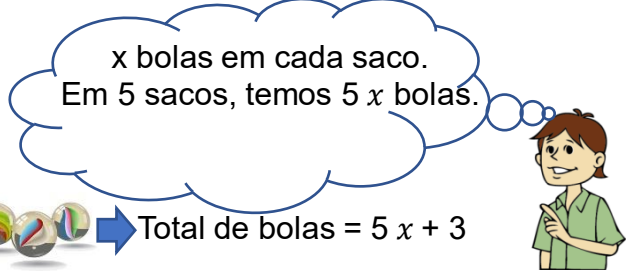 x bolas em cada saco.
Em 5 sacos, temos 5 x bolas.
Total de bolas = 5 x + 3